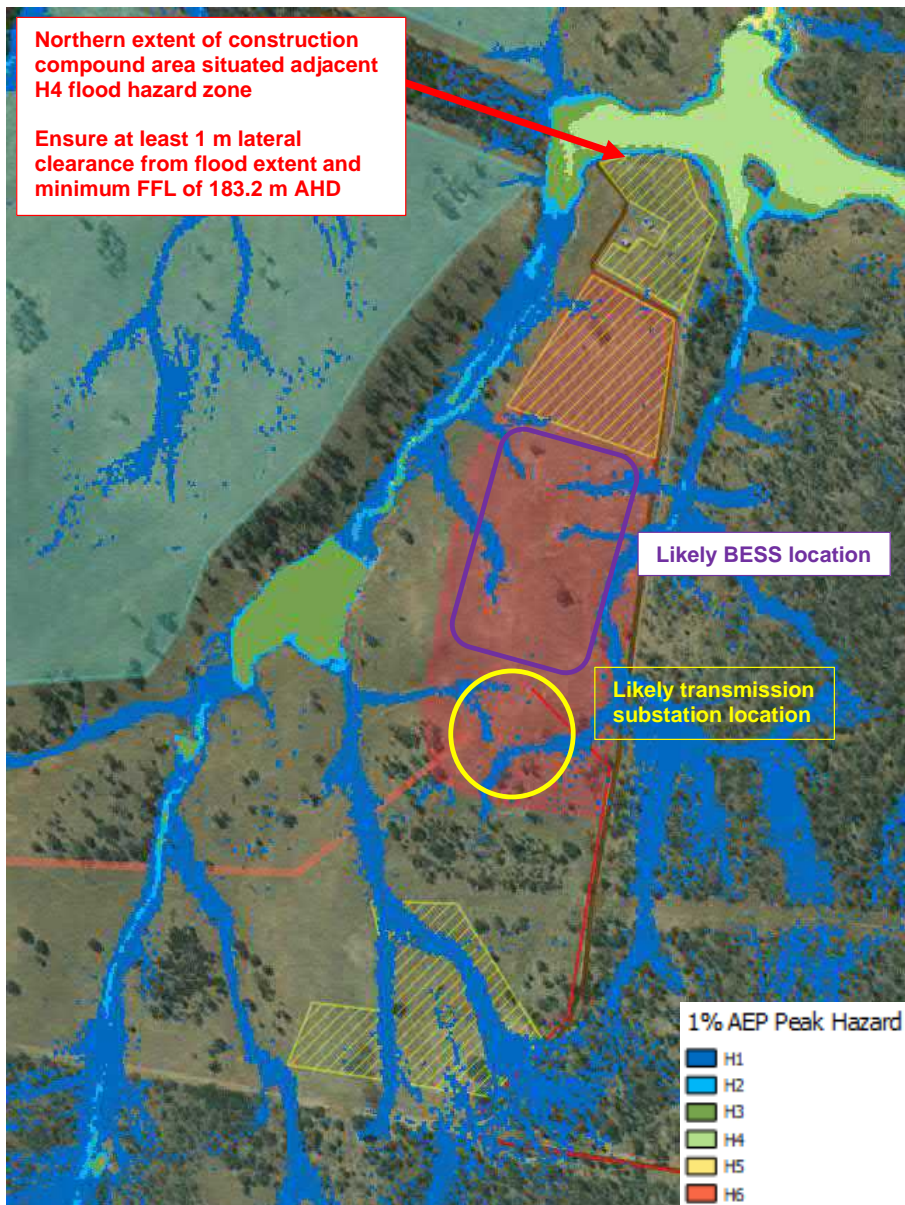 Northern extent of construction
compound area situated adjacent
H4 flood hazard zone
Ensure at least 1 m lateral
clearance from flood extent and
minimum FFL of 183.2 m AHD
Likely BESS location
Likely transmission
substation location
1% AEP Peak Hazard
H1
H2
H3
H4
H5
H6